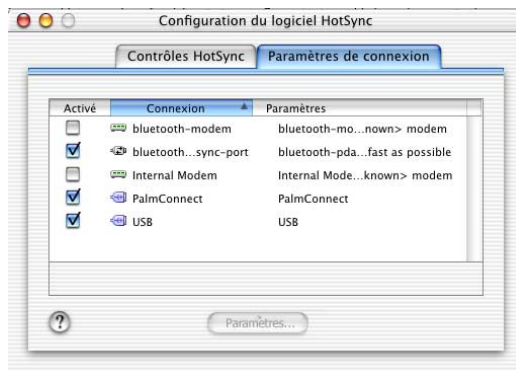 Configuration du logiciel HotSync
Contrôles HotSync Paramètres de connexion
Activé Connexion Paramètres
bluetooth-modem bluetooth-mo...nown> modem
bluetooth...sync-port bluetooth-pda...fast as possible
Internal Modem Internal Mode...known> modem
PalmConnect PalmConnect
USB USB
? Paramètres...